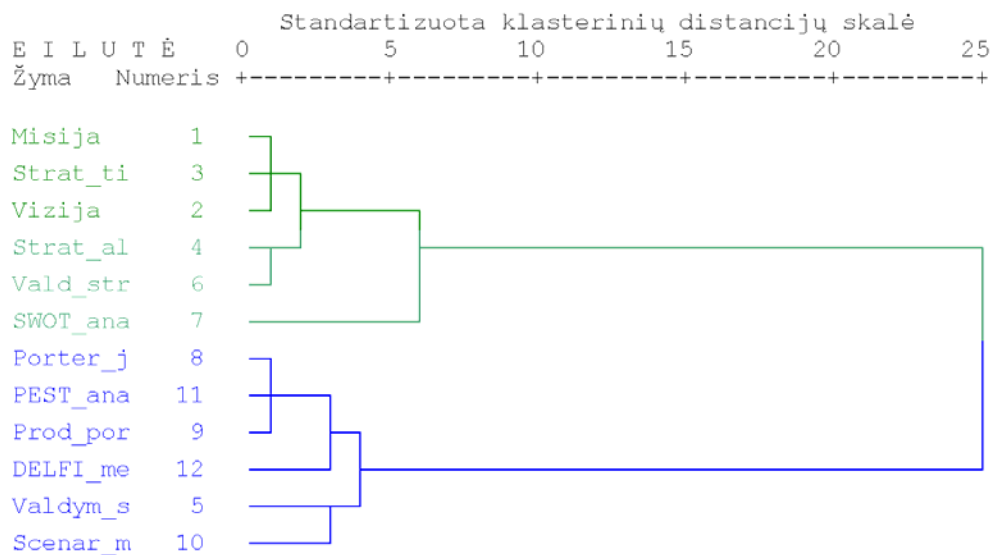 Standartizuota klasterinių distancijų skalė
E I L U T Ė 0 5 10 15 20 25
Žyma Numeris +---------+---------+---------+---------+---------+
Misija 1
Strat_ti 3
Vizija 2
Strat_al 4
Vald_str 6
SWOT_ana 7
Porter_j 8
PEST_ana 11
Prod_por 9
DELFI_me 12
Valdym_s 5
Scenar_m 10